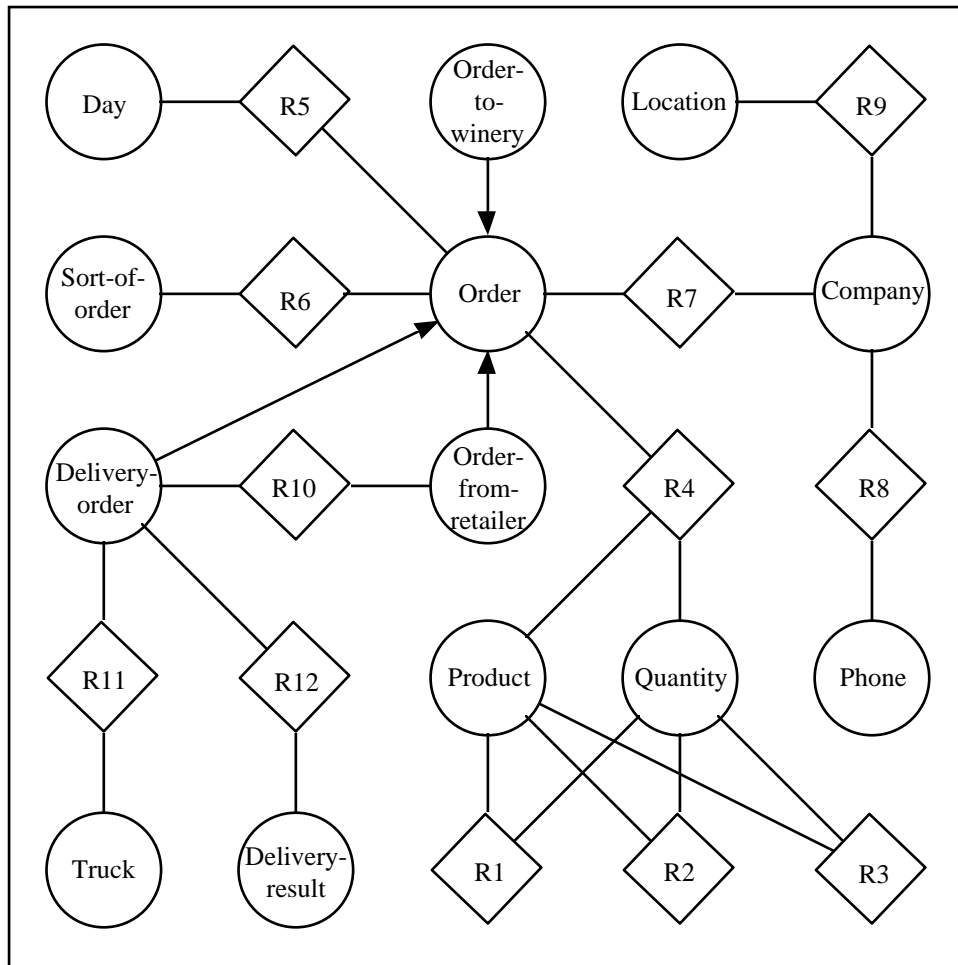 Day
R5
Order-
to-
winery
Location
R9
Sort-of-
order
R6
Order
R7
Company
Delivery-
order
R10
Order-
from-
retailer
R4
R8
R11
R12
Product
Quantity
Phone
Truck
Delivery-
result
R1
R2
R3